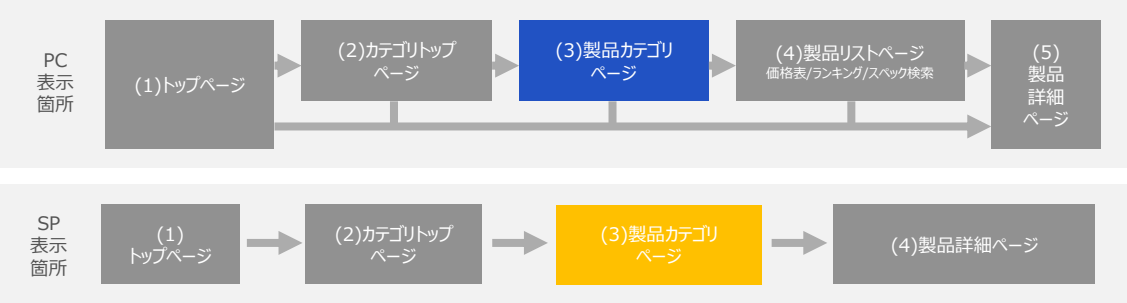 PC
表示
箇所
(1)トップページ
(2)カテゴリトップ
ページ
(3)製品カテゴリ
ページ
(4)製品リストページ
価格表/ランキング/スペック検索
(5)
製品
詳細
ページ
SP
表示
箇所
(1)
トップページ
(2)カテゴリトップ
ページ
(3)製品カテゴリ
ページ
(4)製品詳細ページ